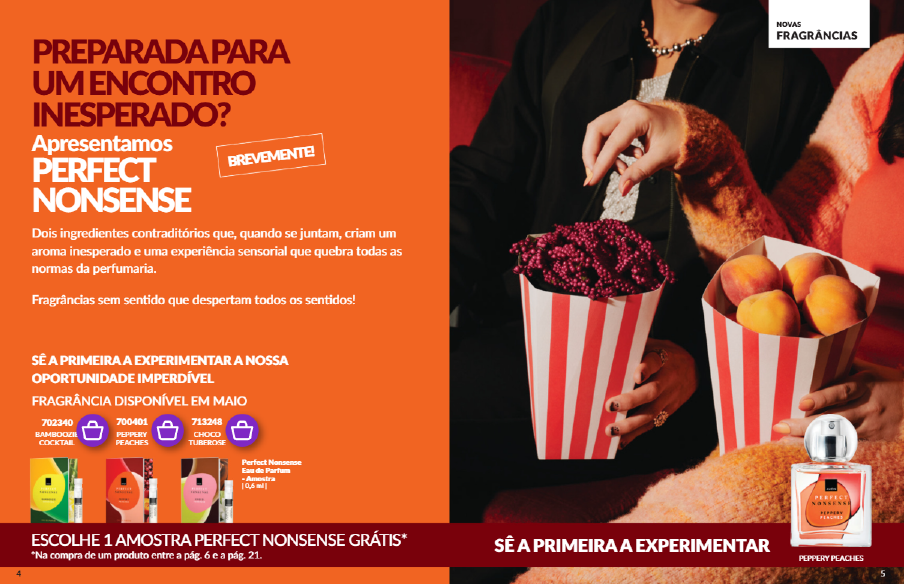 PREPARADA PARA
UM ENCONTRO
INESPERADO?
Apresentamos
PERFECT
NONSENSE
BREVEMENTE!
Dois ingredientes contraditórios que, quando se juntam, criam um
aroma inesperado e uma experiência sensorial que quebra todas as
normas da perfumaria.
Fragrâncias sem sentido que despertam todos os sentidos!
SÊ A PRIMEIRA A EXPERIMENTAR A NOSSA
OPORTUNIDADE IMPERDÍVEL
FRAGRÂNCIA DISPONÍVEL EM MAIO
702340
COCKTAIL
700401
PEPPERY
PEACHES
713248
CHOCO
TUBEROSE
Perfect Nonsense
Eau de Parfum
- Amostra
| 0,6 ml |
ESCOLHE 1 AMOSTRA PERFECT NONSENSE GRÁTIS*
*Na compra de um produto entre a pág. 6 e a pág. 21.
4
NOVAS
FRAGRÂNCIAS
PERFECT
NONSENSE
PEPPERY
PEACHES
SÊ A PRIMEIRA A EXPERIMENTAR
PEPPERY PEACHES
5